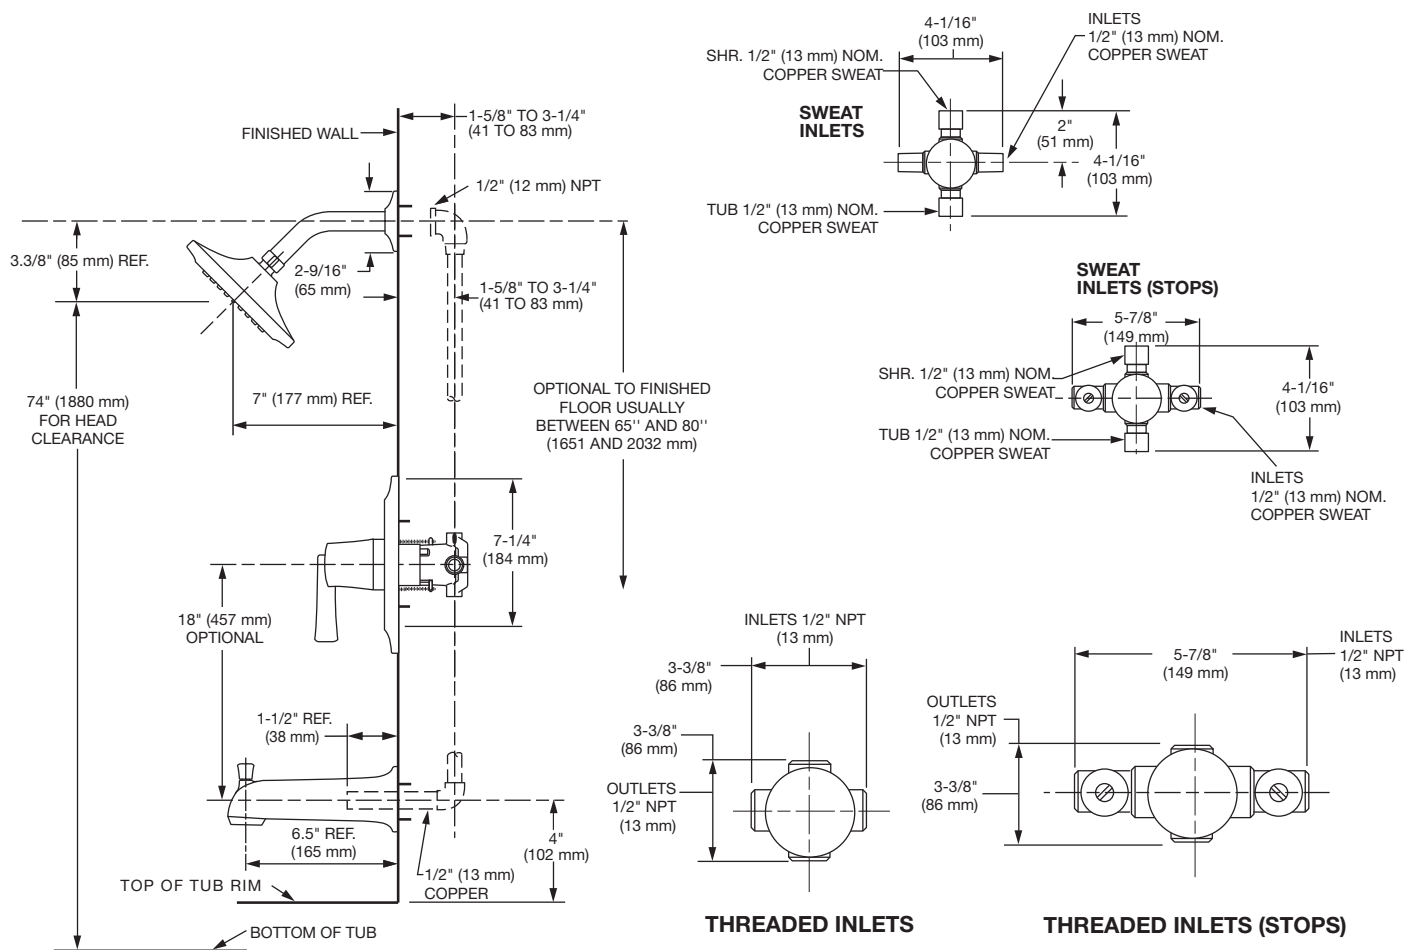 FINISHED WALL
1-5/8" TO 3-1/4"
(41 TO 83 mm)
1/2" (12 mm) NPT
3.3/8" (85 mm) REF.
2-9/16"
(65 mm)
1-5/8" TO 3-1/4"
(41 TO 83 mm)
74" (1880 mm)
FOR HEAD
CLEARANCE
7" (177 mm) REF.
OPTIONAL TO FINISHED
FLOOR USUALLY
BETWEEN 65'' AND 80''
(1651 AND 2032 mm)
7-1/4"
(184 mm)
18" (457 mm)
OPTIONAL
1-1/2" REF.
(38 mm)
6.5" REF.
(165 mm)
4"
(102 mm)
1/2" (13 mm)
COPPER
TOP OF TUB RIM
BOTTOM OF TUB
4-1/16"
(103 mm)
INLETS
1/2" (13 mm) NOM.
COPPER SWEAT
SHR. 1/2" (13 mm) NOM.
COPPER SWEAT
SWEAT
INLETS
2"
(51 mm)
4-1/16"
(103 mm)
TUB 1/2" (13 mm) NOM.
COPPER SWEAT
SWEAT
INLETS (STOPS)
5-7/8"
(149 mm)
SHR. 1/2" (13 mm) NOM.
COPPER SWEAT
4-1/16"
(103 mm)
TUB 1/2" (13 mm) NOM.
COPPER SWEAT
INLETS
1/2" (13 mm) NOM.
COPPER SWEAT
INLETS 1/2" NPT
(13 mm)
3-3/8"
(86 mm)
3-3/8"
(86 mm)
OUTLETS
1/2" NPT
(13 mm)
THREADED INLETS
5-7/8"
(149 mm)
INLETS
1/2" NPT
(13 mm)
OUTLETS
1/2" NPT
(13 mm)
3-3/8"
(86 mm)
THREADED INLETS (STOPS)